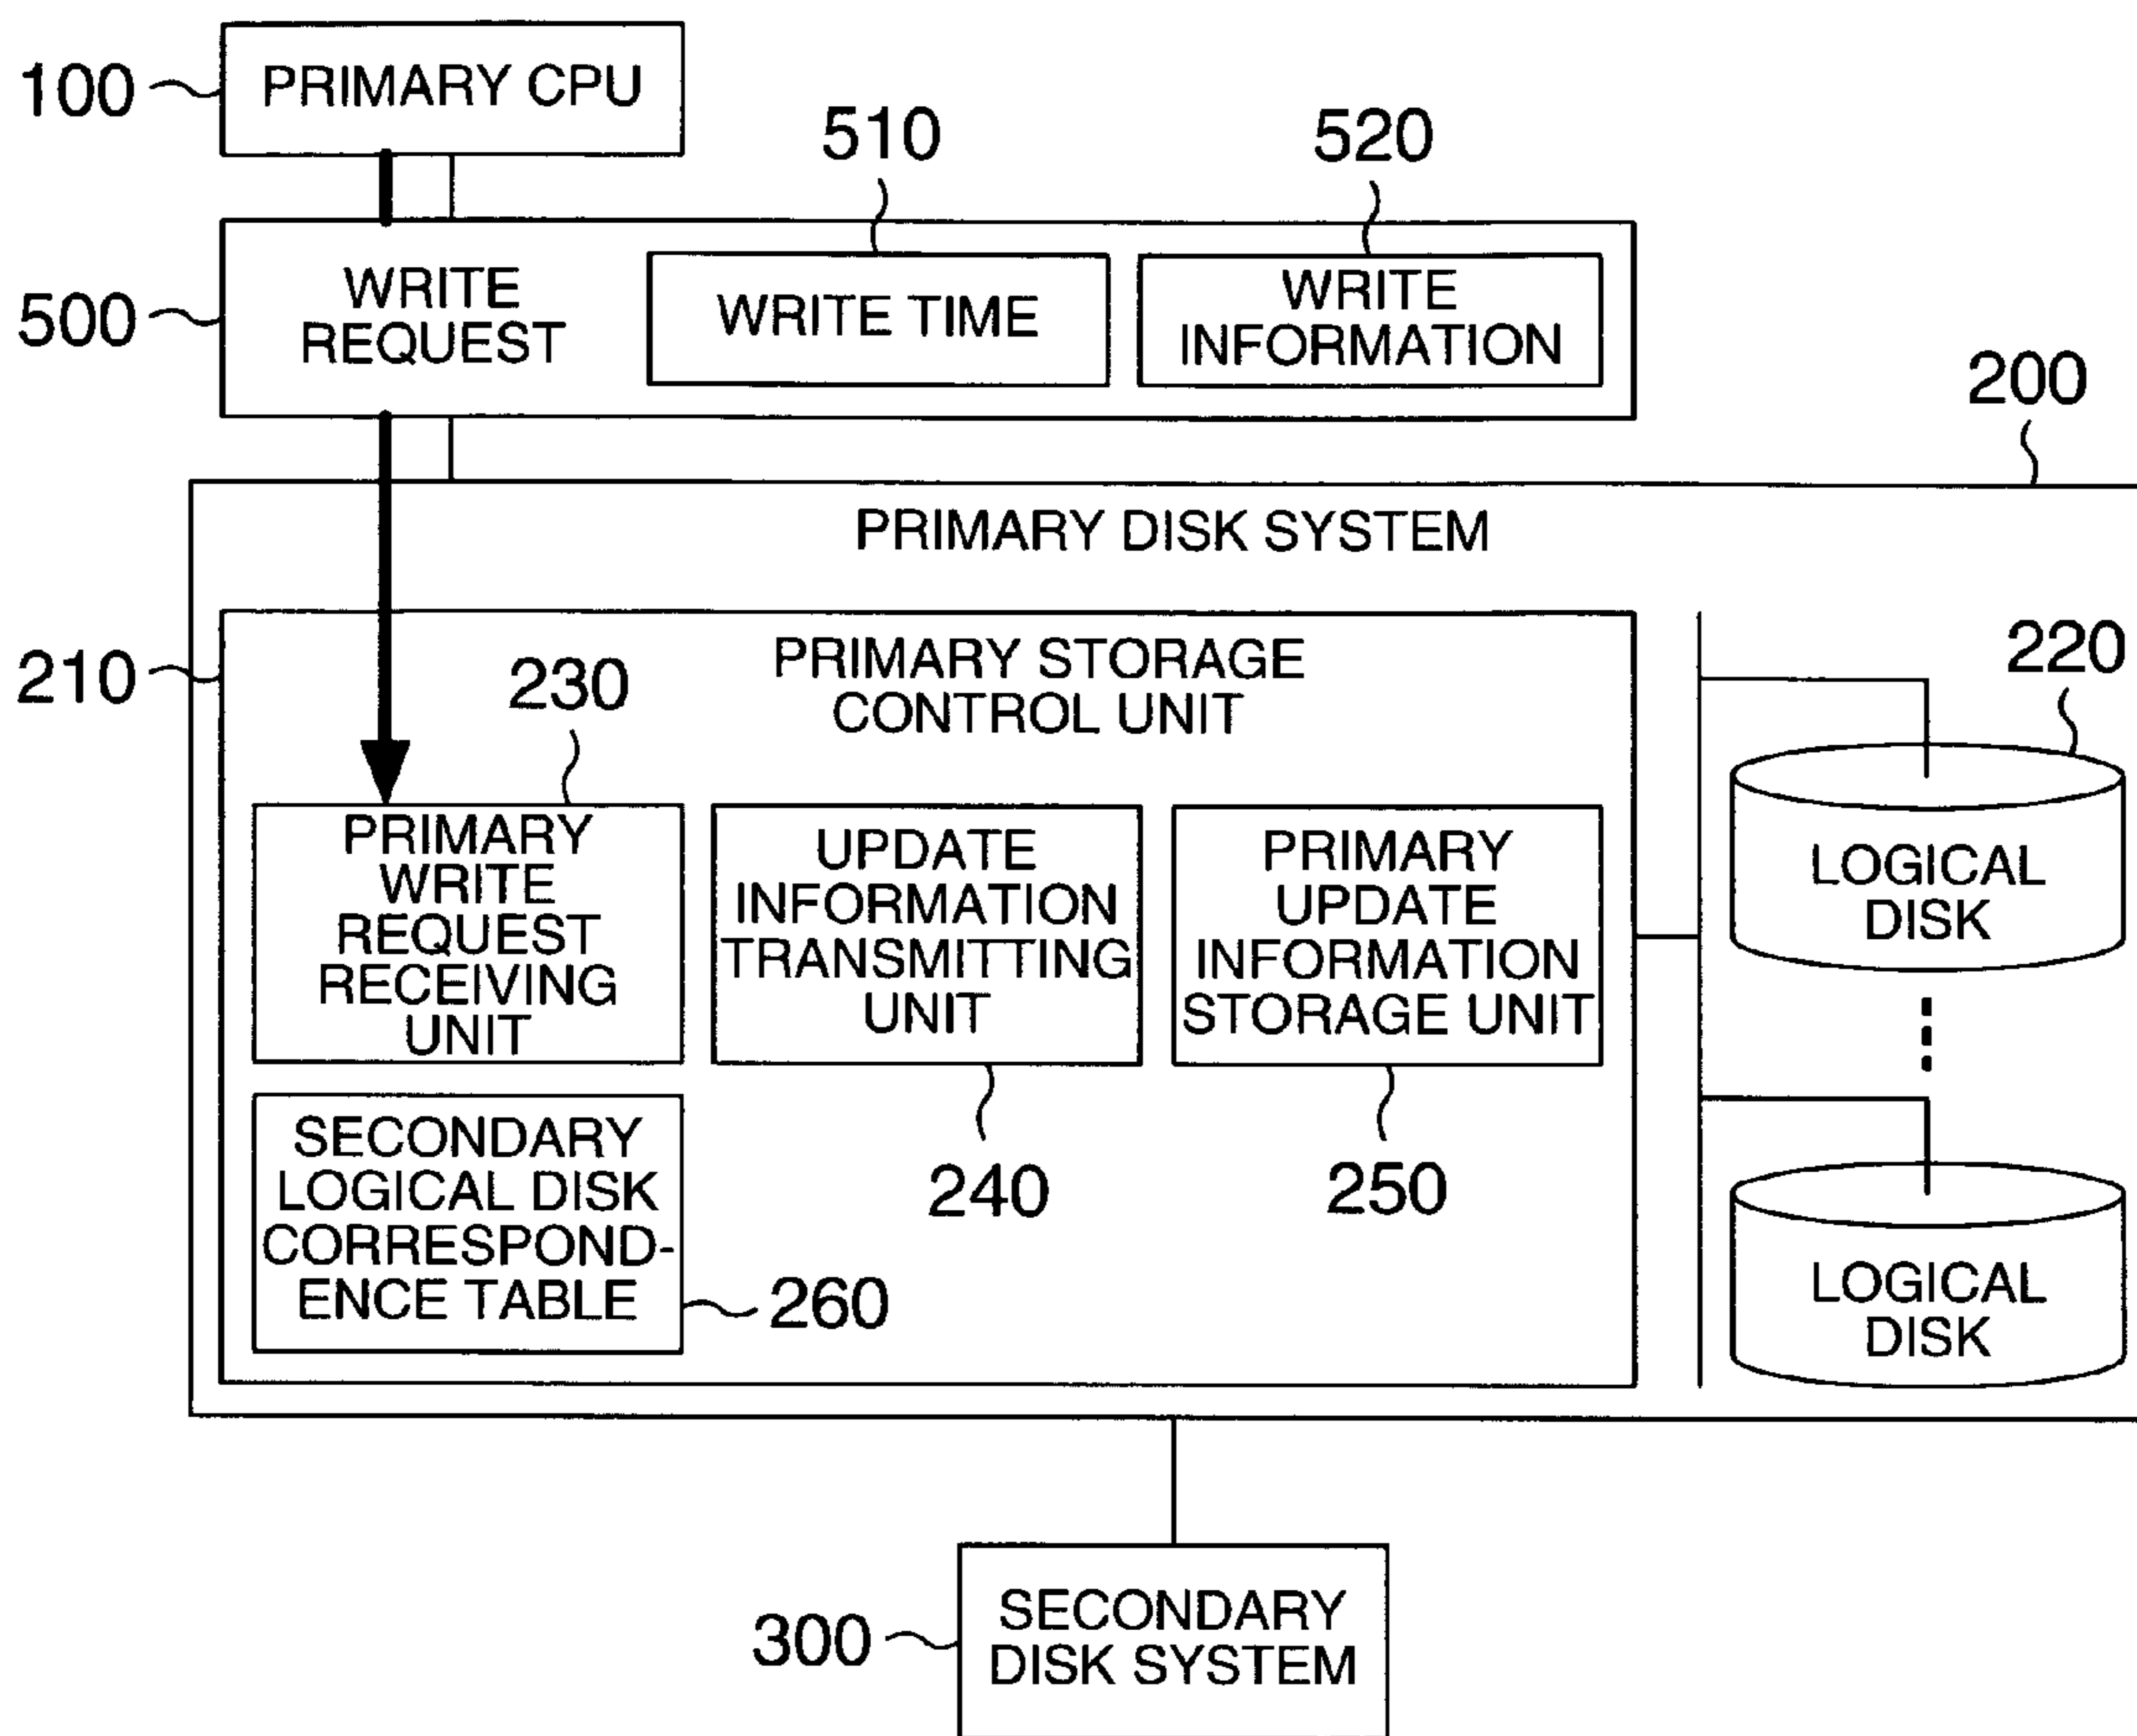 100
PRIMARY CPU
510
520
500
WRITE
REQUEST
WRITE TIME
WRITE
INFORMATION
200
PRIMARY DISK SYSTEM
210
230
PRIMARY STORAGE
CONTROL UNIT
220
PRIMARY
WRITE
REQUEST
RECEIVING
UNIT
UPDATE
INFORMATION
TRANSMITTING
UNIT
PRIMARY
UPDATE
INFORMATION
STORAGE UNIT
LOGICAL
DISK
240
250
SECONDARY
LOGICAL DISK
CORRESPOND-
ENCE TABLE
260
LOGICAL
DISK
300
SECONDARY
DISK SYSTEM